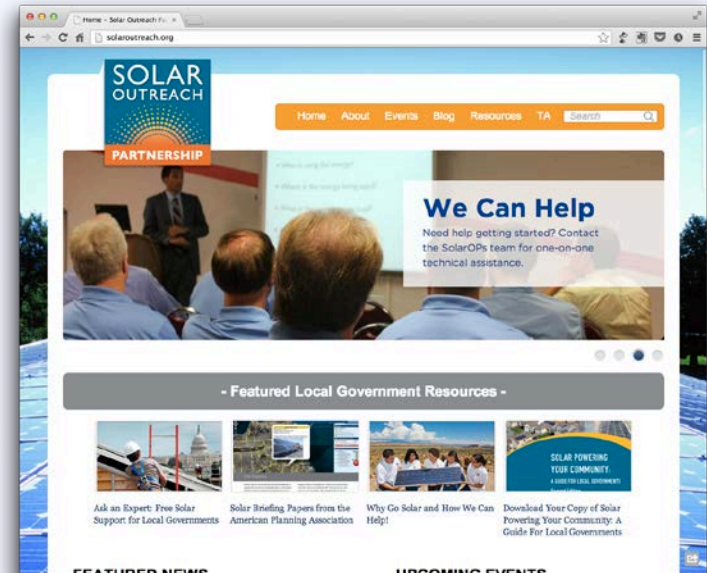 Home - Solar Outreach Pa
solaroutreach.org
SOLAR
OUTREACH
PARTNERSHIP
Home About Events Blog Resources TA Search
We Can Help
Need help getting started? Contact
the SolarOPs team for one-on-one
technical assistance.
- Featured Local Government Resources -
SOLAR POWERING
YOUR COMMUNITY:
A GUIDE FOR LOCAL GOVERNMENTS
Ask an Expert: Free Solar
Support for Local Governments
Solar Briefing Papers from the
American Planning Association
Why Go Solar and How We Can
Help!
Download Your Copy of Solar
Powering Your Community: A
Guide For Local Governments
FEATURED NEWS
UPCOMING EVENTS